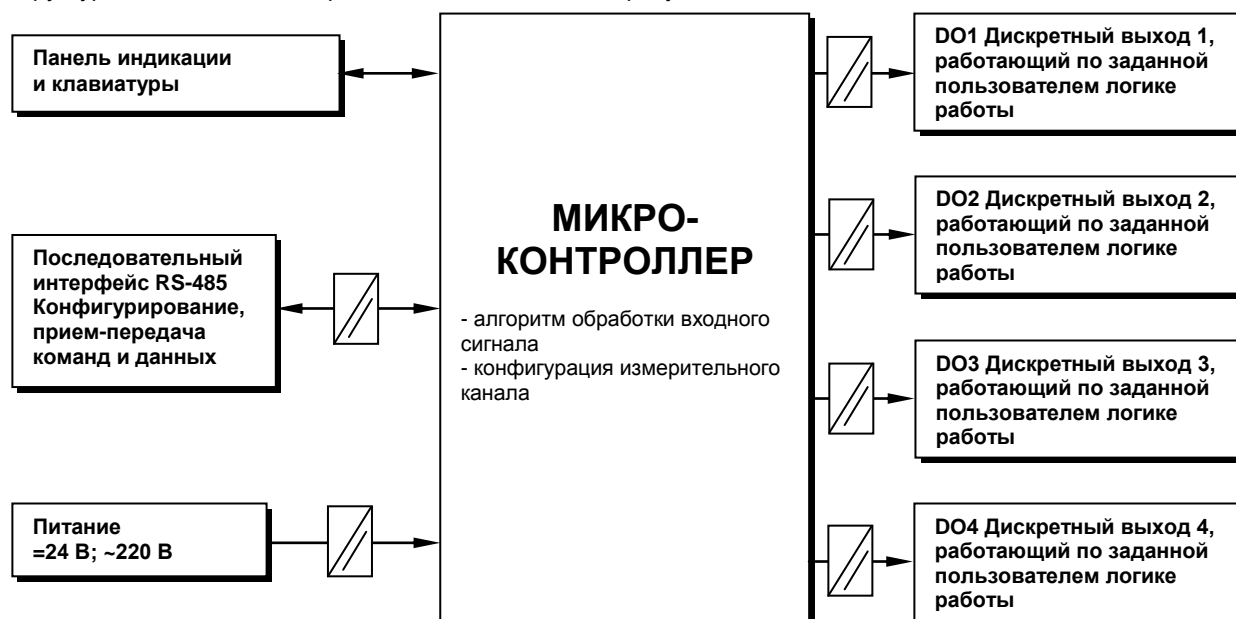 Панель индикации
и клавиатуры
Последовательный
интерфейс RS-485
Конфигурирование,
прием-передача
команд и данных
Питание
=24 В; ~220 В
МИКРО-
КОНТРОЛЛЕР
- алгоритм обработки входного
сигнала
- конфигурация измерительного
канала
DO1 Дискретный выход 1,
работающий по заданной
пользователем логике
работы
DO2 Дискретный выход 2,
работающий по заданной
пользователем логике
работы
DO3 Дискретный выход 3,
работающий по заданной
пользователем логике
работы
DO4 Дискретный выход 4,
работающий по заданной
пользователем логике
работы